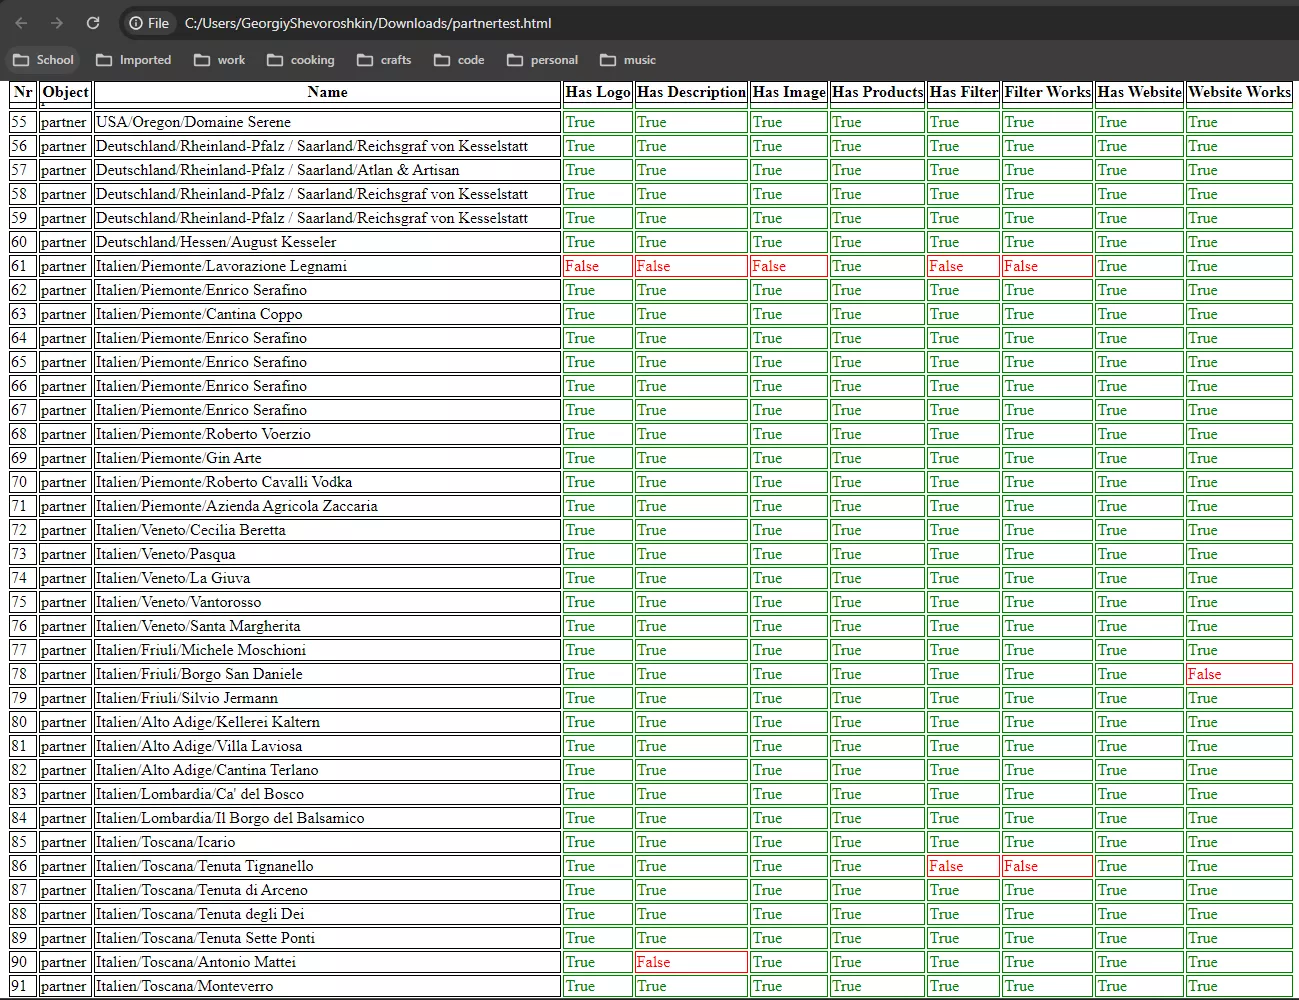 File C:/Users/GeorgiyShevoroshkin/Downloads/partnertest.html
School Imported work cooking crafts code personal music
Nr Object Name Has Logo Has Description Has Image Has Products Has Filter Filter Works Has Website Website Works
55 partner USA/Oregon/Domaine Serene True True True True True True True True
56 partner Deutschland/Rheinland-Pfalz / Saarland/Reichsgraf von Kesselstatt True True True True True True True True
57 partner Deutschland/Rheinland-Pfalz / Saarland/Atlan & Artisan True True True True True True True True
58 partner Deutschland/Rheinland-Pfalz / Saarland/Reichsgraf von Kesselstatt True True True True True True True True
59 partner Deutschland/Rheinland-Pfalz / Saarland/Reichsgraf von Kesselstatt True True True True True True True True
60 partner Deutschland/Hessen/August Kesseler True True True True True True True True
61 partner Italien/Piemonte/Lavorazione Legnami False False False True False False True True
62 partner Italien/Piemonte/Enrico Serafino True True True True True True True True
63 partner Italien/Piemonte/Cantina Coppo True True True True True True True True
64 partner Italien/Piemonte/Enrico Serafino True True True True True True True True
65 partner Italien/Piemonte/Enrico Serafino True True True True True True True True
66 partner Italien/Piemonte/Enrico Serafino True True True True True True True True
67 partner Italien/Piemonte/Enrico Serafino True True True True True True True True
68 partner Italien/Piemonte/Roberto Voerzio True True True True True True True True
69 partner Italien/Piemonte/Gin Arte True True True True True True True True
70 partner Italien/Piemonte/Roberto Cavalli Vodka True True True True True True True True
71 partner Italien/Piemonte/Azienda Agricola Zaccaria True True True True True True True True
72 partner Italien/Veneto/Cecilia Beretta True True True True True True True True
73 partner Italien/Veneto/Pasqua True True True True True True True True
74 partner Italien/Veneto/La Giuva True True True True True True True True
75 partner Italien/Veneto/Vantorosso True True True True True True True True
76 partner Italien/Veneto/Santa Margherita True True True True True True True True
77 partner Italien/Friuli/Michele Moschioni True True True True True True True True
78 partner Italien/Friuli/Borgo San Daniele True True True True True True True False
79 partner Italien/Friuli/Silvio Jermann True True True True True True True True
80 partner Italien/Alto Adige/Kellerei Kaltern True True True True True True True True
81 partner Italien/Alto Adige/Villa Laviosa True True True True True True True True
82 partner Italien/Alto Adige/Cantina Terlano True True True True True True True True
83 partner Italien/Lombardia/Ca' del Bosco True True True True True True True True
84 partner Italien/Lombardia/Il Borgo del Balsamico True True True True True True True True
85 partner Italien/Toscana/Icario True True True True True True True True
86 partner Italien/Toscana/Tenuta Tignanello True True True True False False True True
87 partner Italien/Toscana/Tenuta di Arceno True True True True True True True True
88 partner Italien/Toscana/Tenuta degli Dei True True True True True True True True
89 partner Italien/Toscana/Tenuta Sette Ponti True True True True True True True True
90 partner Italien/Toscana/Antonio Mattei True False True True True True True True
91 partner Italien/Toscana/Monteverro True True True True True True True True